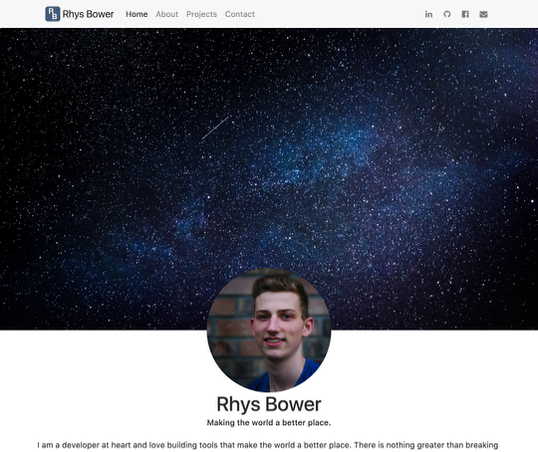 RB Rhys Bower Home About Projects Contact
Rhys Bower
Making the world a better place.
I am a developer at heart and love building tools that make the world a better place. There is nothing greater than breaking